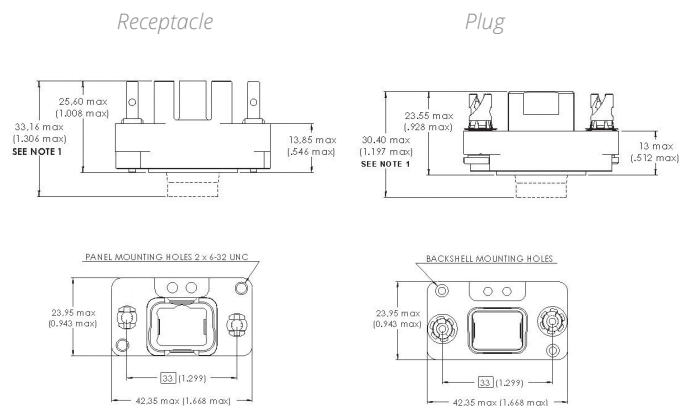 Receptacle
Plug
25,60 max
(1.008 max)
33,16 max
(1.306 max)
SEE NOTE 1
13,85 max
(.546 max)
23.55 max
(.928 max)
30.40 max
(1.197 max)
SEE NOTE 1
13 max
(.512 max)
PANEL MOUNTING HOLES 2 x 6-32 UNC
23,95 max
(0.943 max)
33 (1.299)
42,35 max (1.668 max)
BACKSHELL MOUNTING HOLES
23,95 max
(0.943 max)
33 (1.299)
42,35 max (1.668 max)